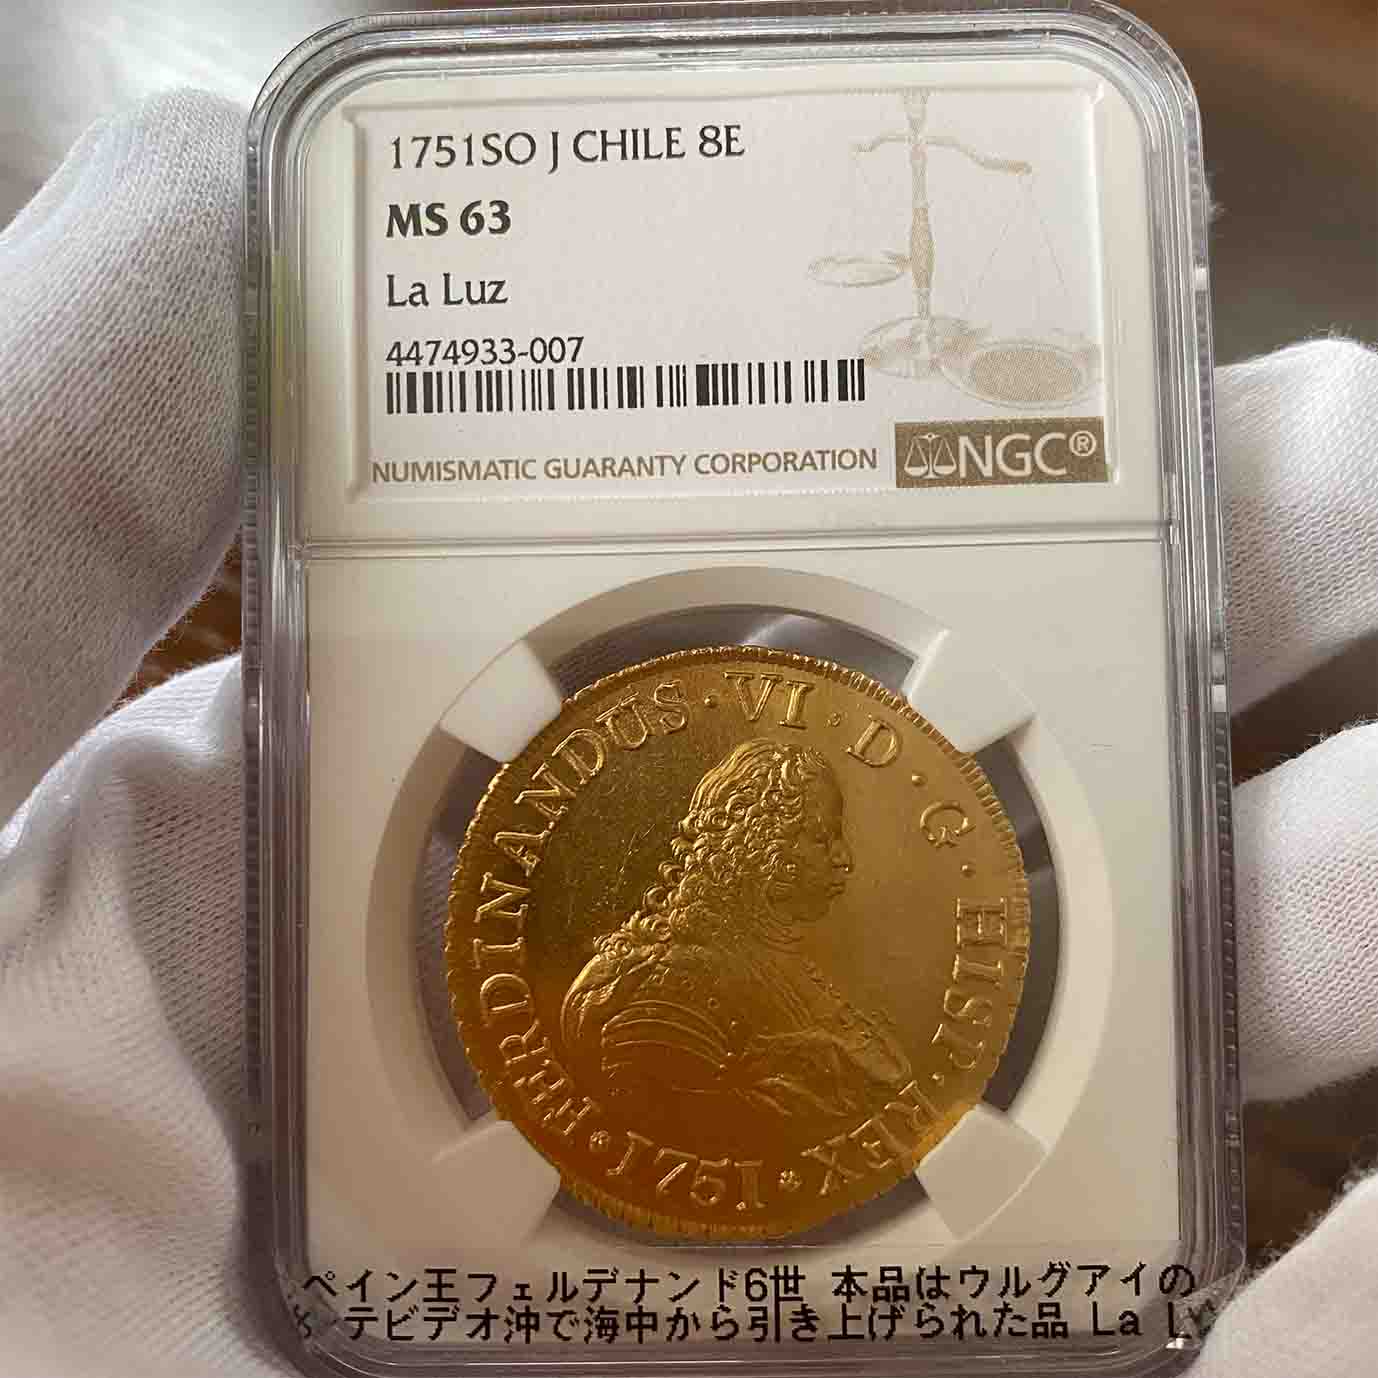 1751SO J CHILE 8E
MS 63
La Luz
4474933-007
NUMISMATIC GUARANTY CORPORATION NGC®
FERDINANDUS · VI · D · G · HISP · REX
1751
ペイン王フェルデナンド6世 本品はウルグアイの
テビデオ沖で海中から引き上げられた品 La